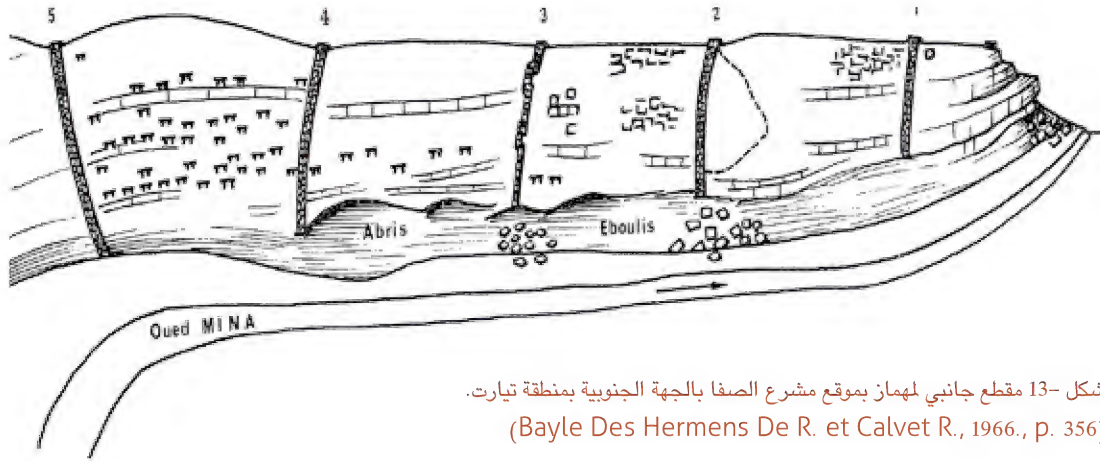 5 4 3 2 1
Abris Eboulis
Oued MINA
شكل -13 مقطع جانبي لمهماز بموقع مشرع الصفا بالجهة الجنوبية بمنطقة تيارت.
(Bayle Des Hermens De R. et Calvet R., 1966., p. 356)